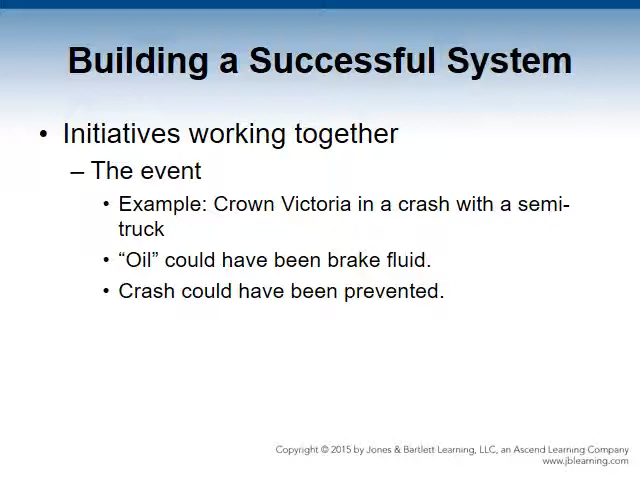 Building a Successful System
• Initiatives working together
– The event
• Example: Crown Victoria in a crash with a semi-
truck
• “Oil” could have been brake fluid.
• Crash could have been prevented.
Copyright © 2015 by Jones & Bartlett Learning, LLC, an Ascend Learning Company
www.jblearning.com